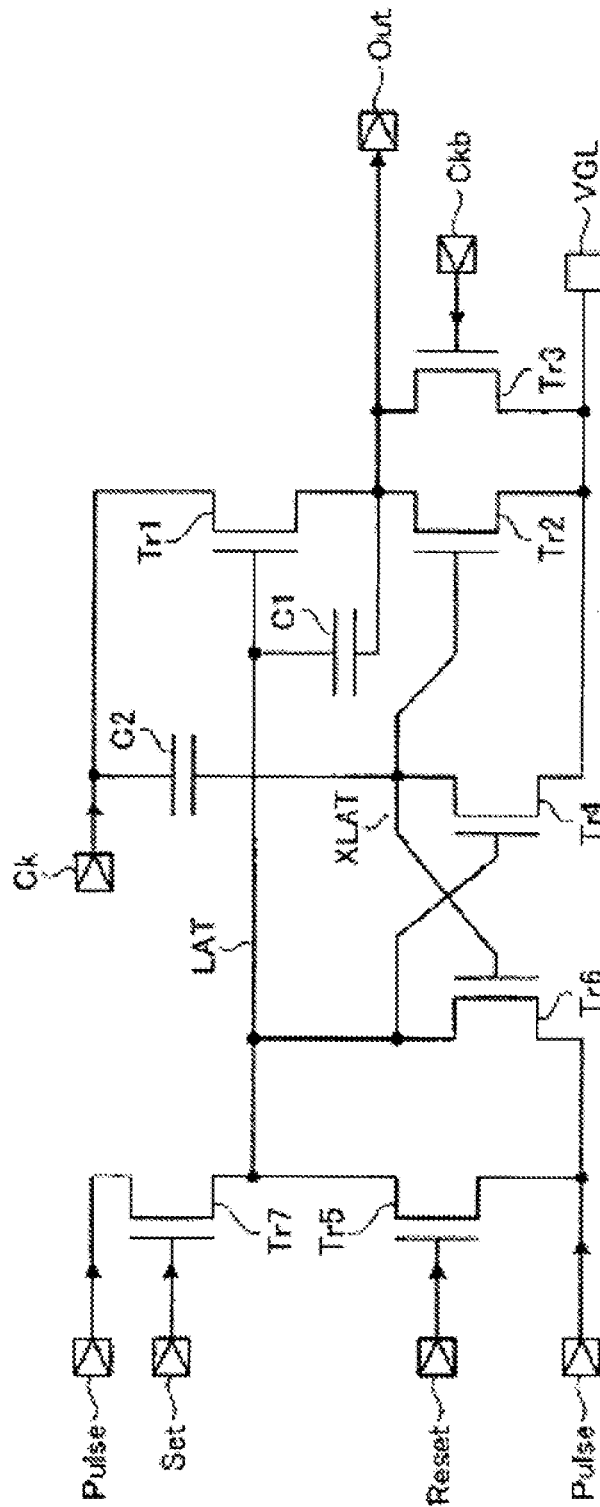 Ck
Pulse
Set
Reset
Pulse
LAT
XLAT
C2
C1
Tr1
Tr7
Tr5
Tr6
Tr4
Tr2
Tr3
Out
Ckb
VGL